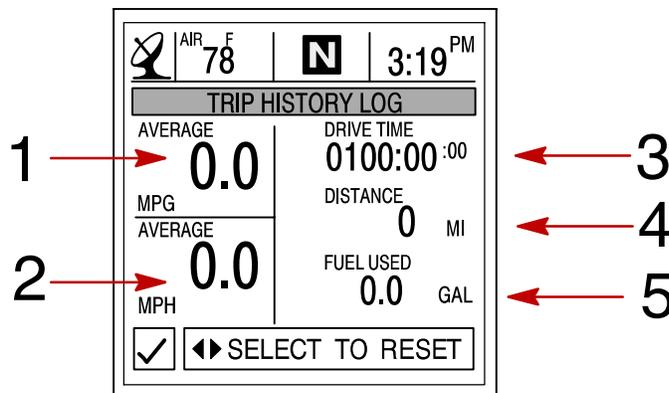 AIR 78 F N 3:19 PM
TRIP HISTORY LOG
AVERAGE
0.0
MPG
AVERAGE
0.0
MPH
DRIVE TIME
0100:00 :00
DISTANCE
0 MI
FUEL USED
0.0 GAL
SELECT TO RESET
1
2
3
4
5